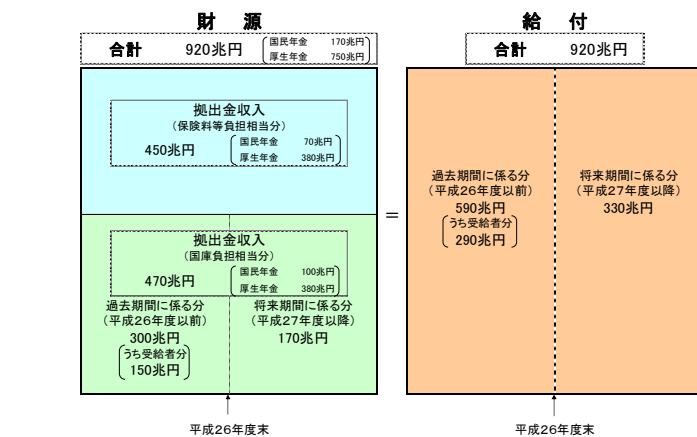 財　源
合計　920兆円　国民年金　170兆円
厚生年金　750兆円
拠出金収入
（保険料等負担相当分）
450兆円　国民年金　70兆円
厚生年金　380兆円
拠出金収入
（国庫負担相当分）
470兆円　国民年金　100兆円
厚生年金　380兆円
過去期間に係る分
（平成26年度以前）
300兆円
うち受給者分
150兆円
将来期間に係る分
（平成27年度以降）
170兆円
平成26年度末
＝
給　付
合計　920兆円
過去期間に係る分
（平成26年度以前）
590兆円
うち受給者分
290兆円
将来期間に係る分
（平成27年度以降）
330兆円
平成26年度末